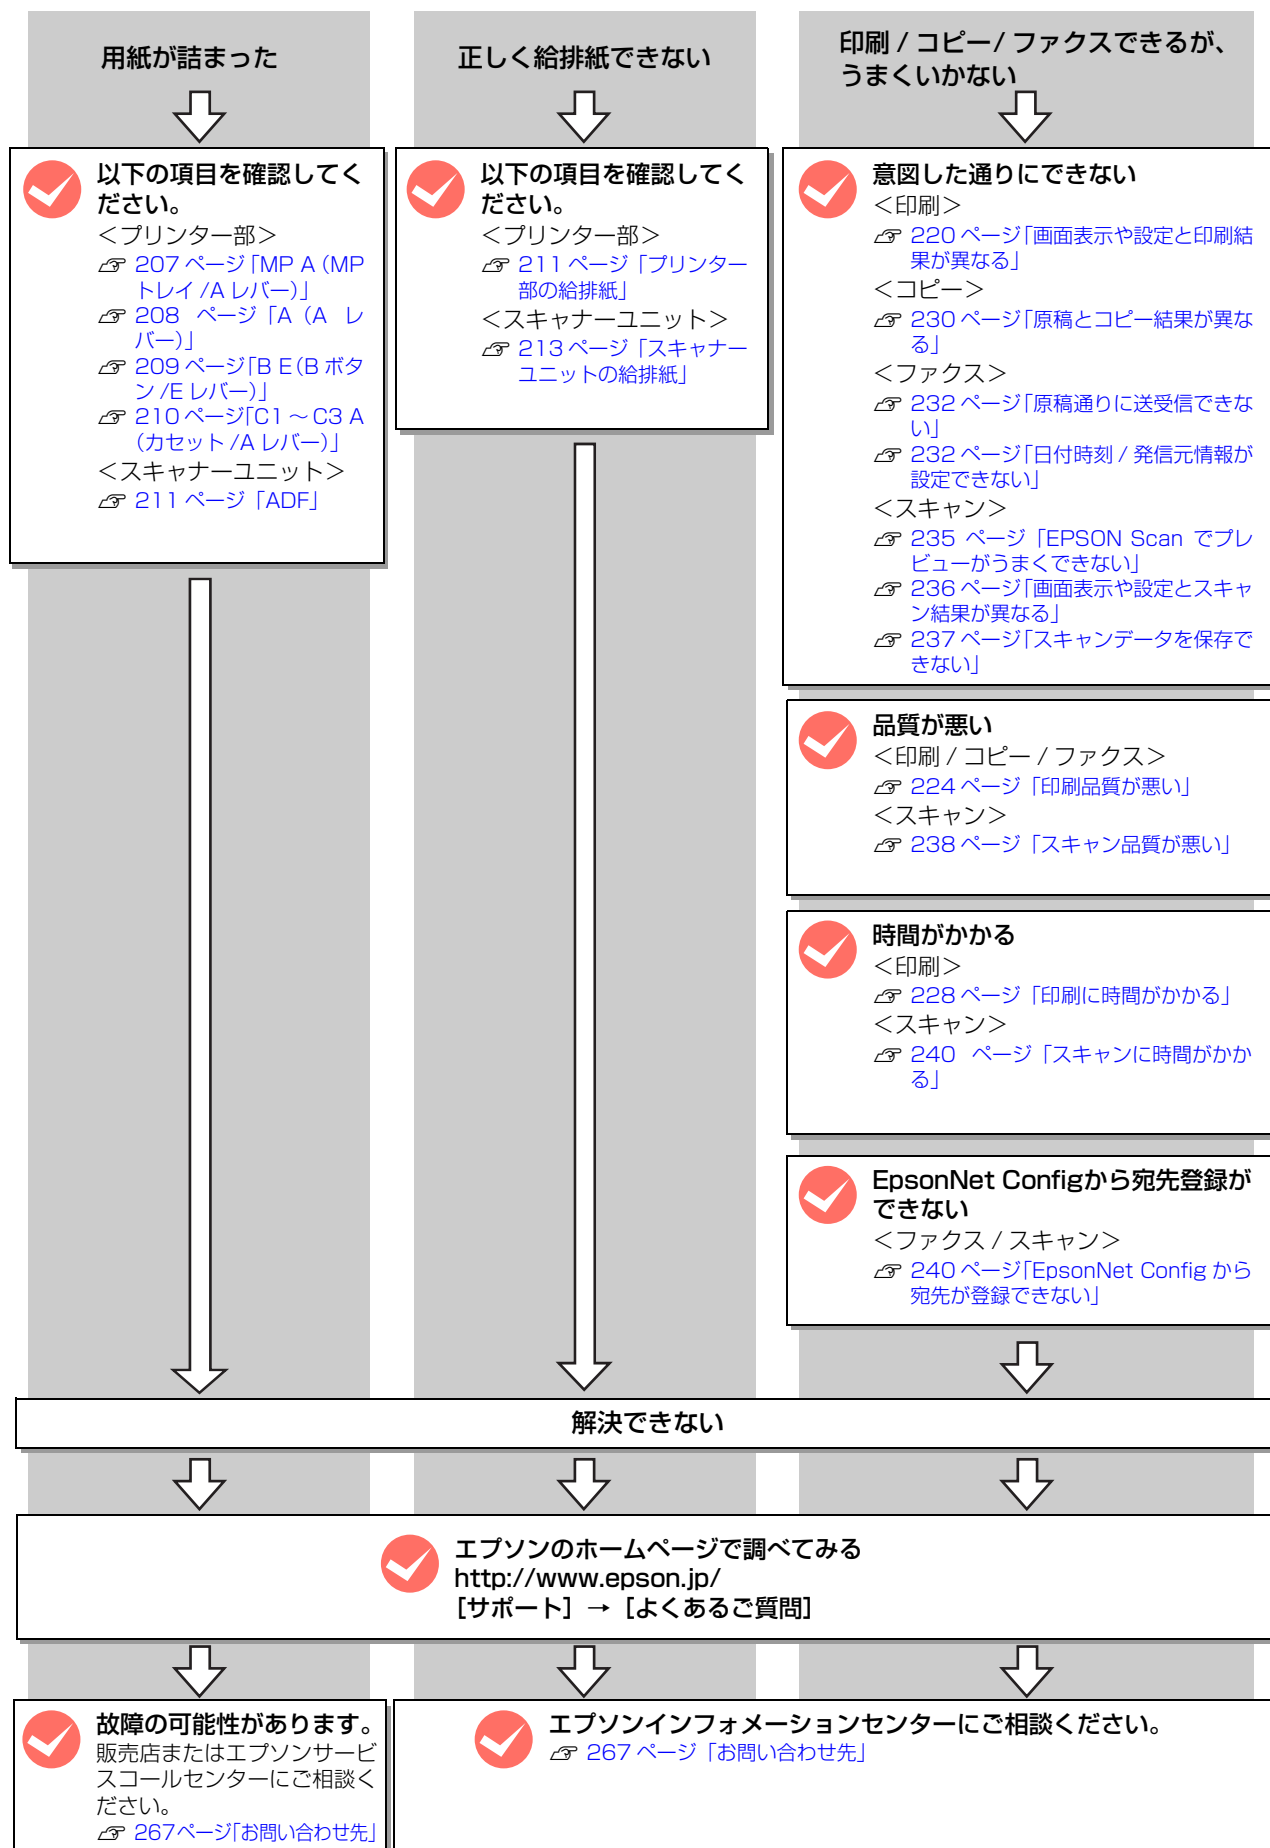 用紙が詰まった
以下の項目を確認してく
ださい。
＜プリンター部＞
207 ページ「MP A（MP
トレイ /A レバー）」
208 ページ「A（A レ
バー）」
209 ページ「B E（B ボタ
ン /E レバー）」
210 ページ「C1 ～ C3 A
（カセット /A レバー）」
＜スキャナーユニット＞
211 ページ「ADF」
正しく給排紙できない
以下の項目を確認してく
ださい。
＜プリンター部＞
211 ページ「プリンター
部の給排紙」
＜スキャナーユニット＞
213 ページ「スキャナー
ユニットの給排紙」
印刷 / コピー/ ファクスできるが、
うまくいかない
意図した通りにできない
＜印刷＞
220 ページ「画面表示や設定と印刷結
果が異なる」
＜コピー＞
230 ページ「原稿とコピー結果が異な
る」
＜ファクス＞
232 ページ「原稿通りに送受信できな
い」
232 ページ「日付時刻 / 発信元情報が
設定できない」
＜スキャン＞
235 ページ「EPSON Scan でプレ
ビューがうまくできない」
236 ページ「画面表示や設定とスキャ
ン結果が異なる」
237 ページ「スキャンデータを保存で
きない」
品質が悪い
＜印刷 / コピー / ファクス＞
224 ページ「印刷品質が悪い」
＜スキャン＞
238 ページ「スキャン品質が悪い」
時間がかかる
＜印刷＞
228 ページ「印刷に時間がかかる」
＜スキャン＞
240 ページ「スキャンに時間がかか
る」
EpsonNet Configから宛先登録が
できない
＜ファクス / スキャン＞
240 ページ「EpsonNet Config から
宛先が登録できない」
解決できない
エプソンのホームページで調べてみる
http://www.epson.jp/
［サポート］→［よくあるご質問］
故障の可能性があります。
販売店またはエプソンサービ
スコールセンターにご相談く
ださい。
267ページ「お問い合わせ先」
エプソンインフォメーションセンターにご相談ください。
267 ページ「お問い合わせ先」